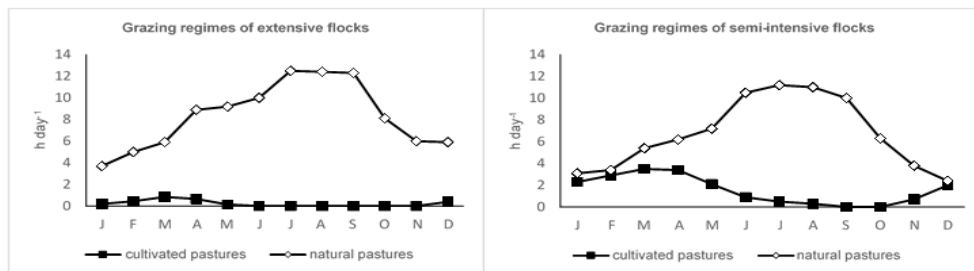 Grazing regimes of extensive flocks
14
12
10
8
6
4
2
0
h day-1
J F M A M J J A S O N D
cultivated pastures natural pastures
Grazing regimes of semi-intensive flocks
14
12
10
8
6
4
2
0
h day-1
J F M A M J J A S O N D
cultivated pastures natural pastures